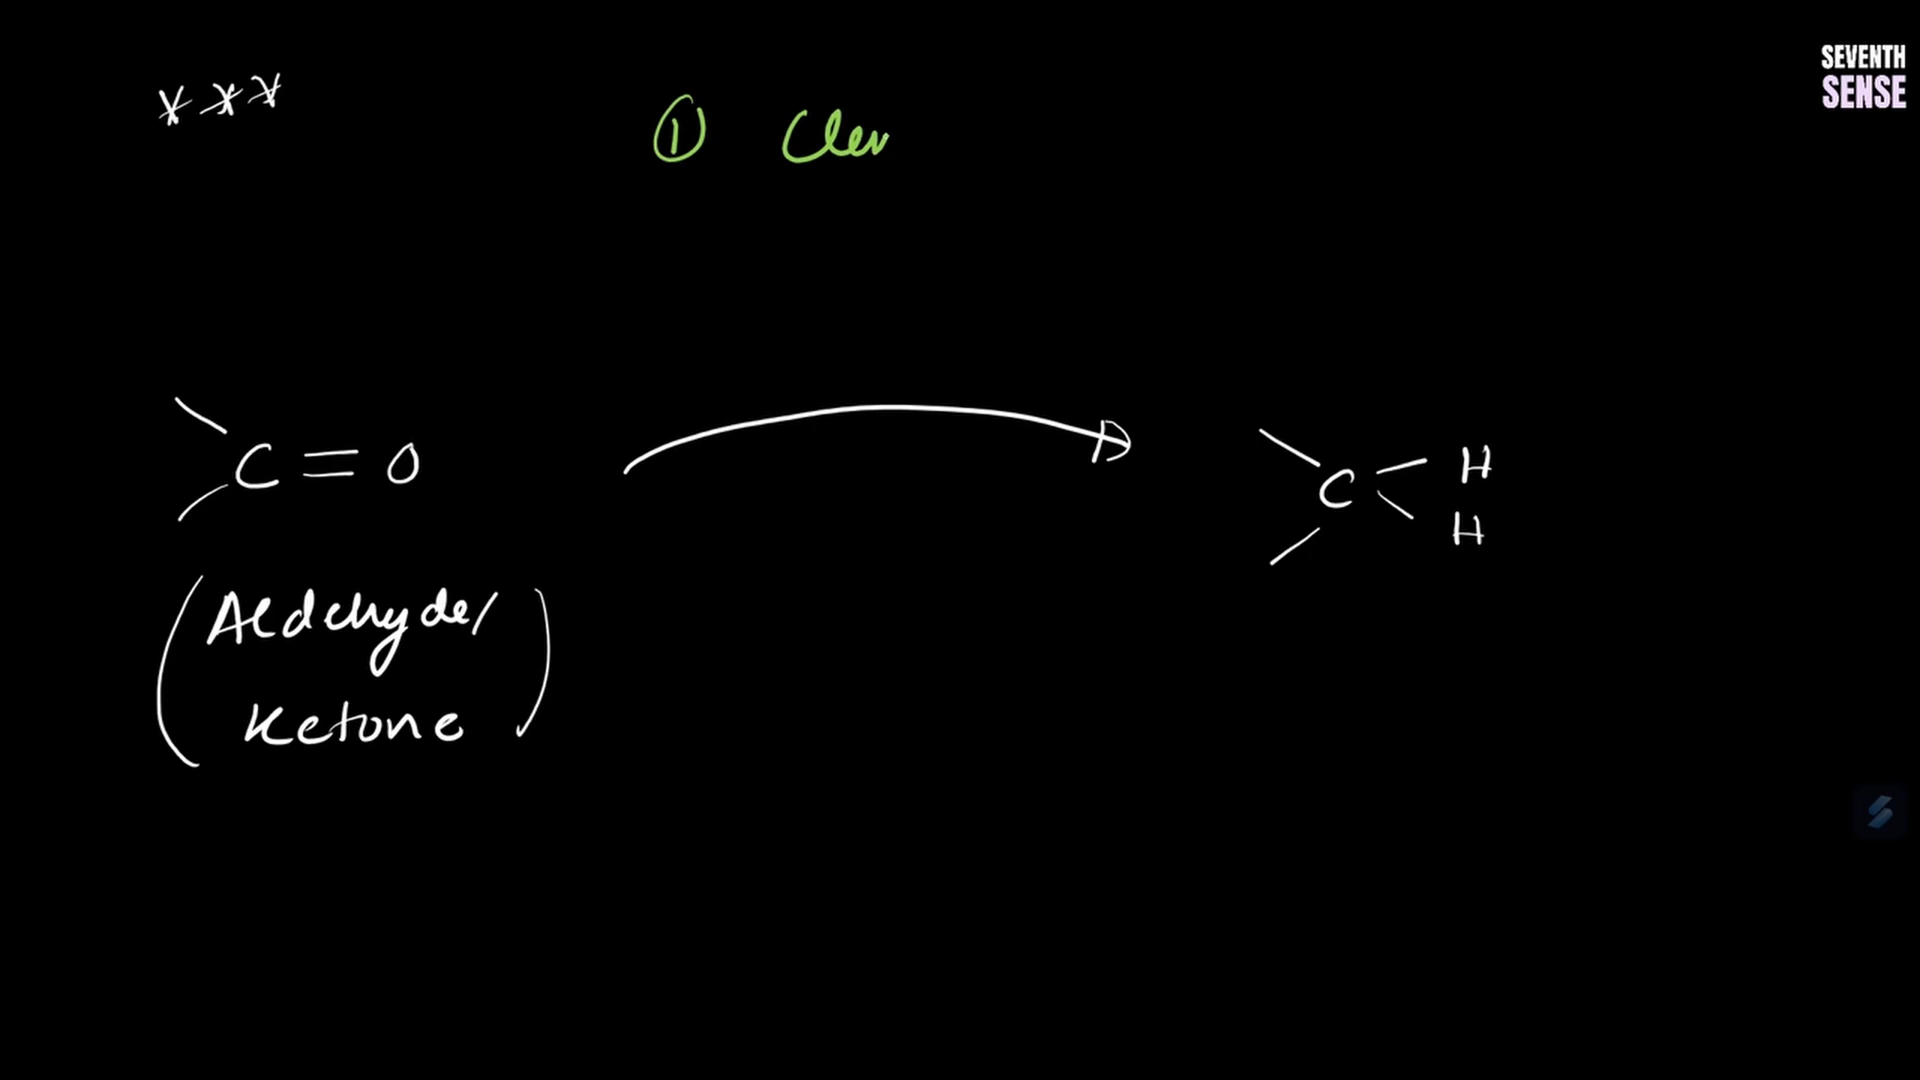 ***
① Clem
SEVENTH
SENSE
C = O
C H
H
(Aldehyde/
Ketone)